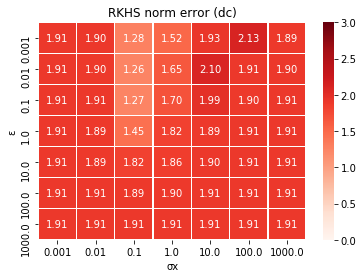 RKHS norm error (dc)
ε
0.001 1.91 1.90 1.28 1.52 1.93 2.13 1.89
0.01 1.91 1.90 1.26 1.65 2.10 1.91 1.90
0.1 1.91 1.91 1.27 1.70 1.99 1.90 1.91
1.0 1.91 1.89 1.45 1.82 1.89 1.91 1.91
10.0 1.91 1.89 1.82 1.86 1.90 1.91 1.91
100.0 1.91 1.91 1.89 1.90 1.91 1.91 1.91
1000.0 1.91 1.91 1.91 1.91 1.91 1.91 1.91
0.001 0.01 0.1 1.0 10.0 100.0 1000.0
σx
3.0
2.5
2.0
1.5
1.0
0.5
0.0